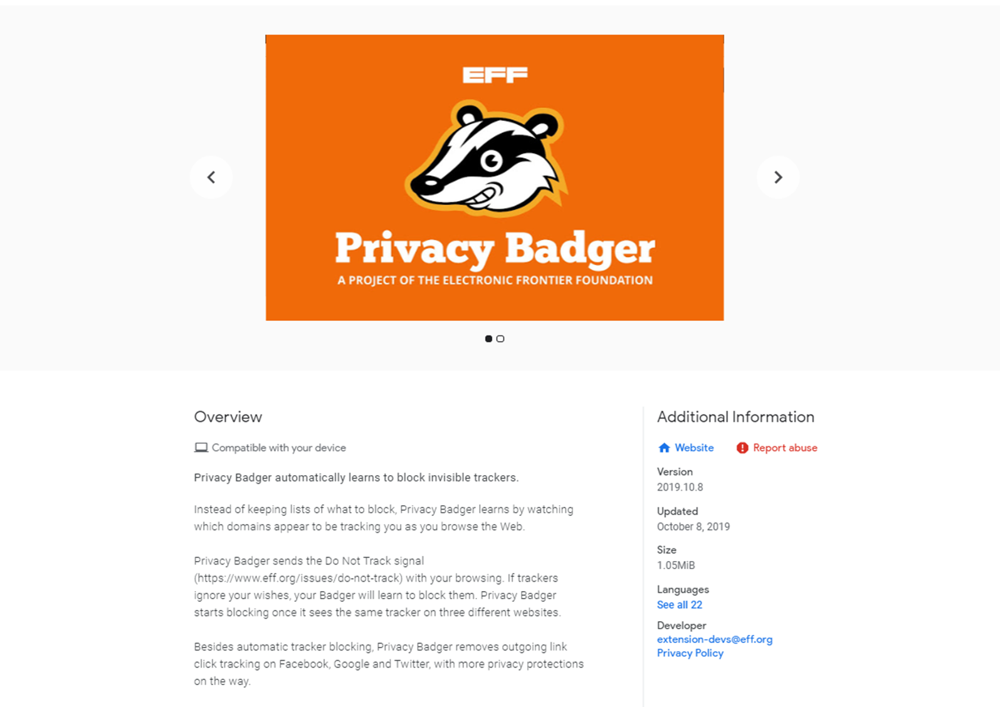 EFF
Privacy Badger
A PROJECT OF THE ELECTRONIC FRONTIER FOUNDATION
Overview
Compatible with your device
Privacy Badger automatically learns to block invisible trackers.
Instead of keeping lists of what to block, Privacy Badger learns by watching
which domains appear to be tracking you as you browse the Web.
Privacy Badger sends the Do Not Track signal
(https://www.eff.org/issues/do-not-track) with your browsing. If trackers
ignore your wishes, your Badger will learn to block them. Privacy Badger
starts blocking once it sees the same tracker on three different websites.
Besides automatic tracker blocking, Privacy Badger removes outgoing link
click tracking on Facebook, Google and Twitter, with more privacy protections
on the way.
Additional Information
Website Report abuse
Version
2019.10.8
Updated
October 8, 2019
Size
1.05MiB
Languages
See all 22
Developer
extension-devs@eff.org
Privacy Policy